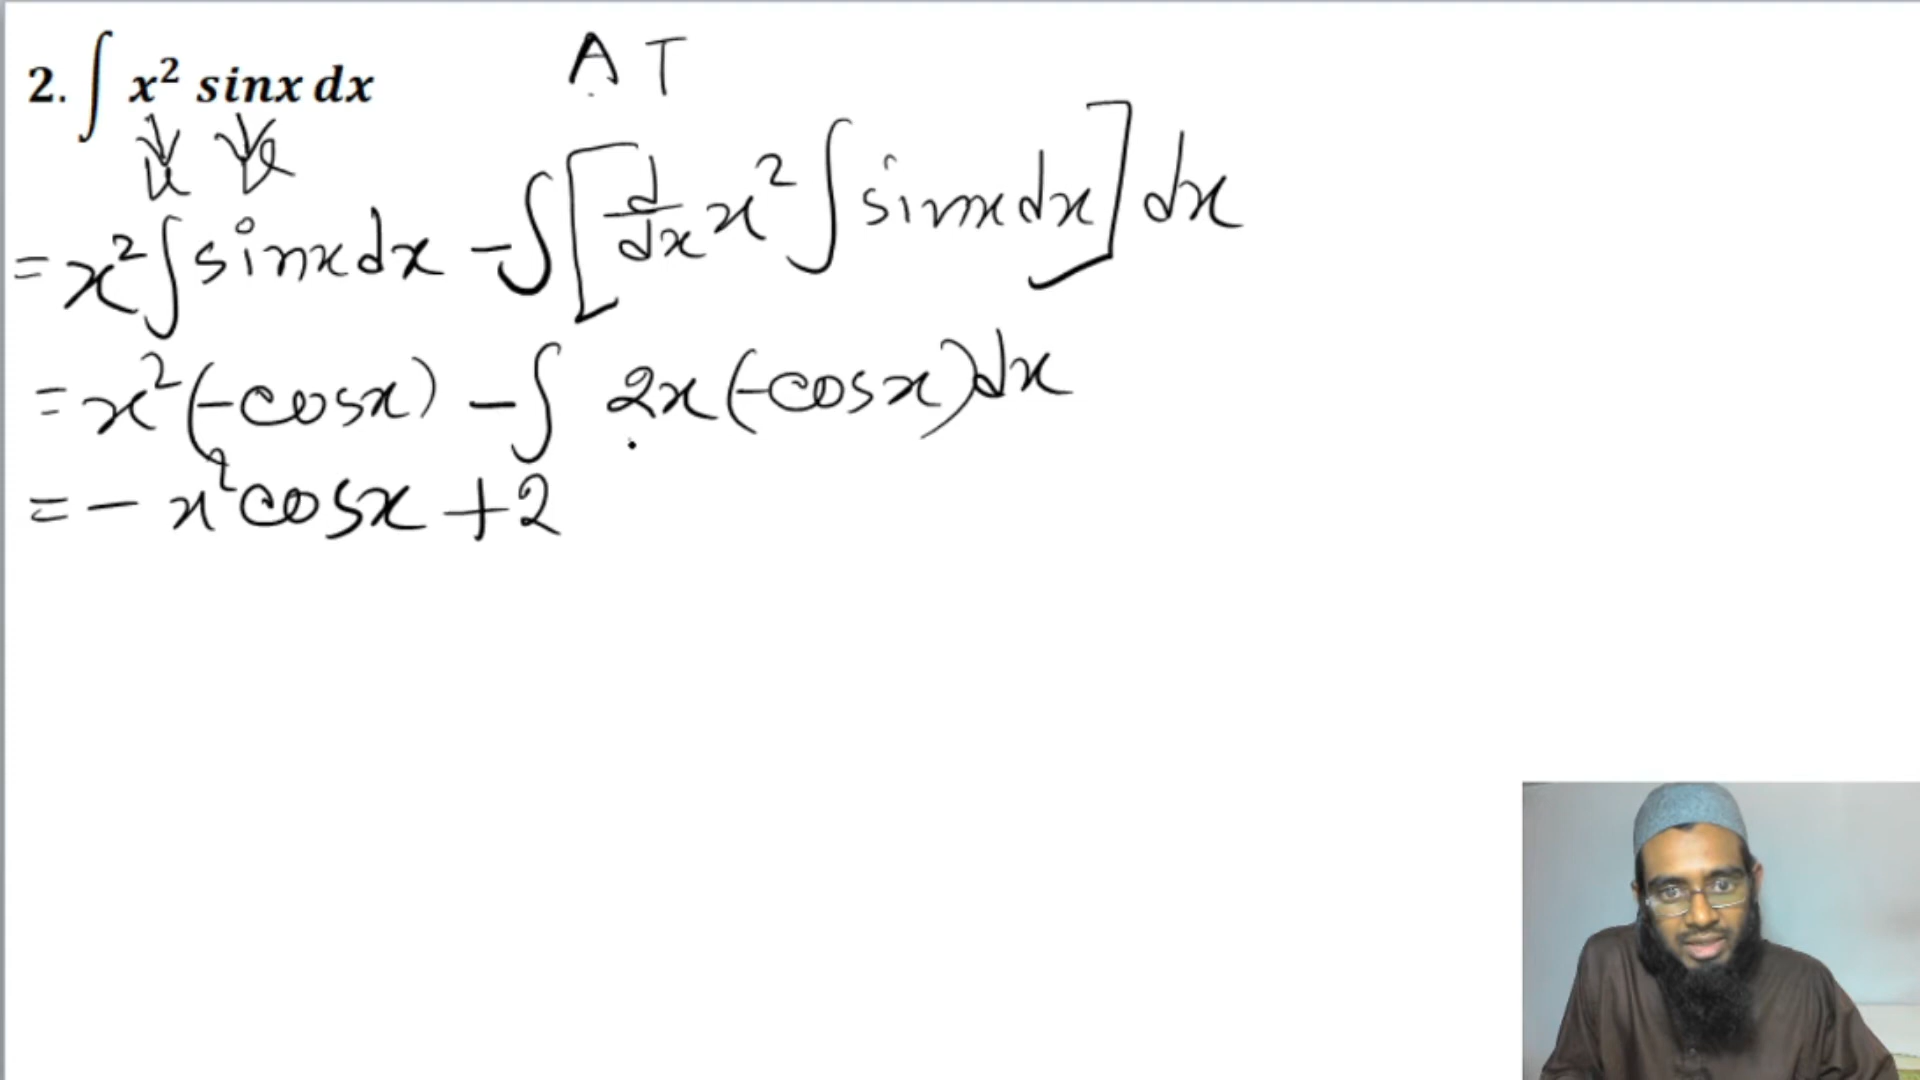 2. ∫ x² sinx dx
A T
u v
= x² ∫ sinx dx - ∫ [ d/dx x² ∫ sinx dx ] dx
= x² (-cosx) - ∫ 2x (-cosx) dx
= - x² cosx + 2